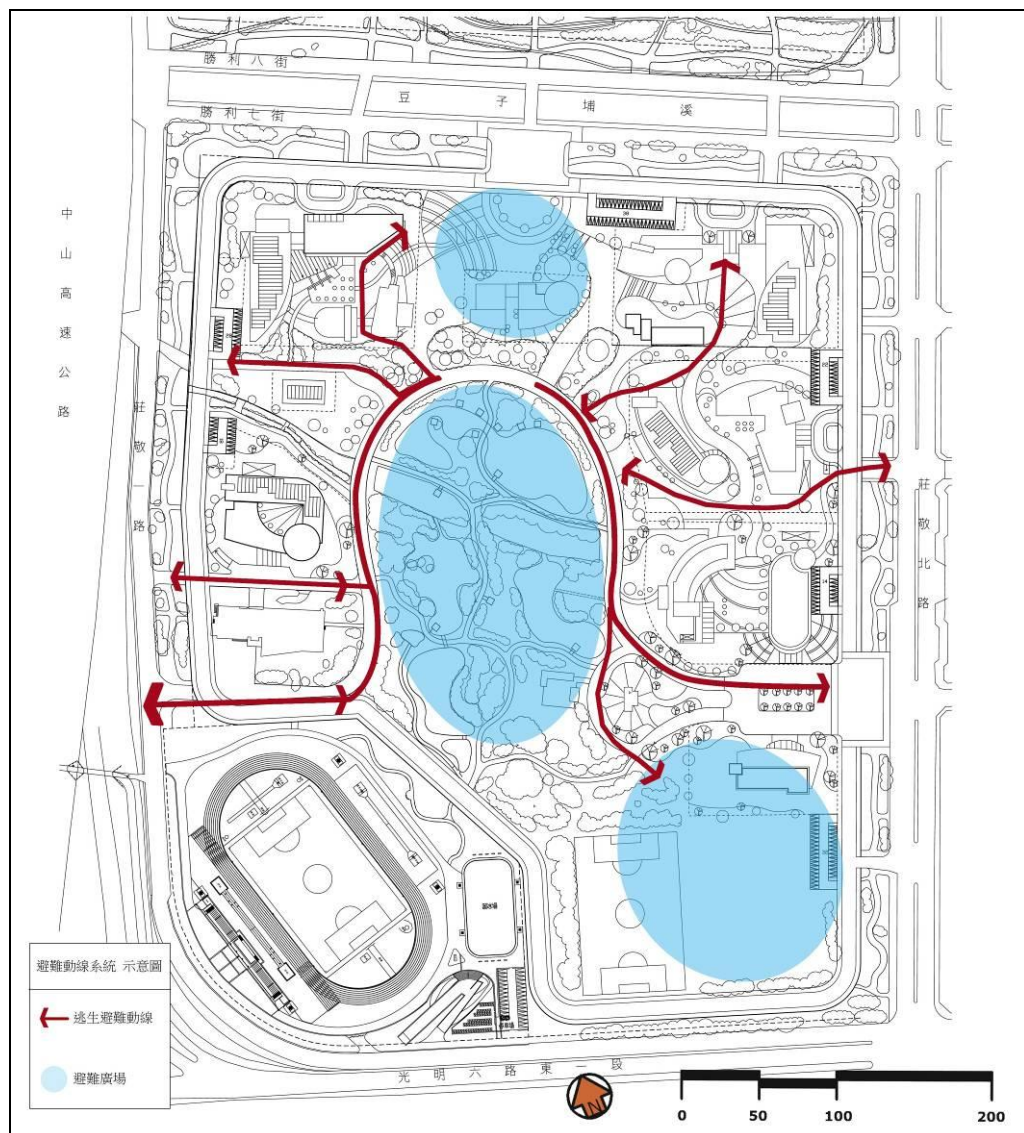 勝利八街
豆子埔溪
勝利七街
中山高速公路
莊敬一路
莊敬北路
避難動線系統 示意圖
逃生避難動線
避難廣場
光明六路東一段
N
0 50 100 200